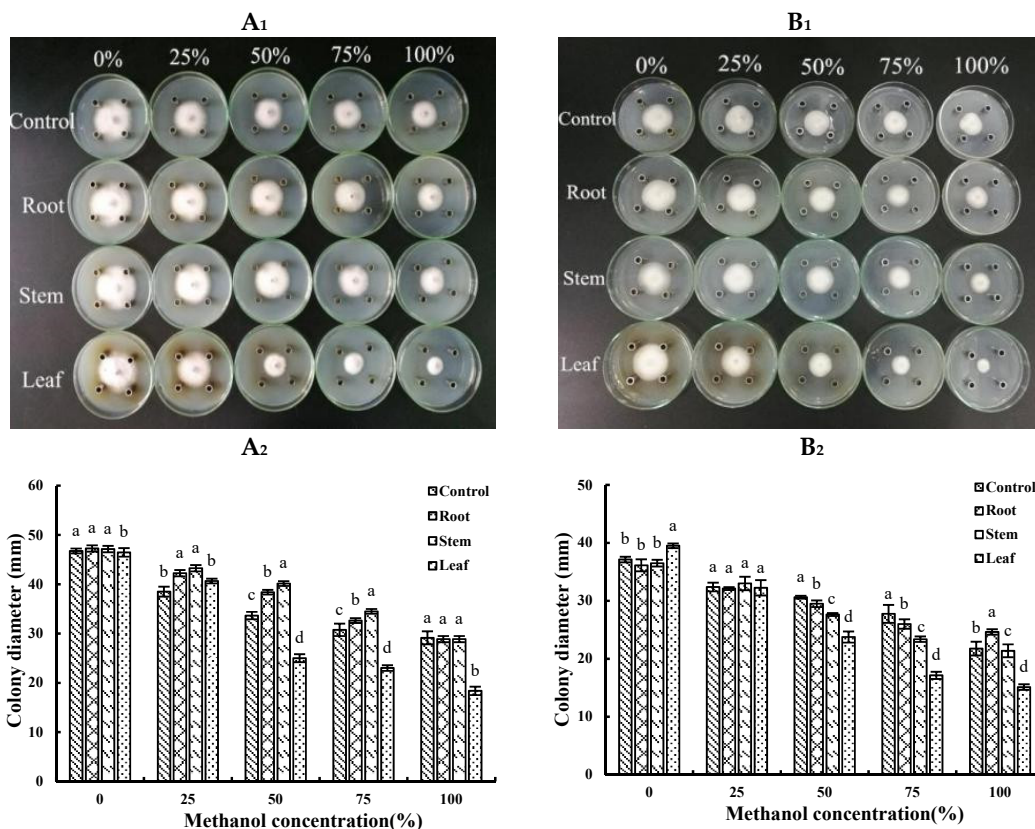 A1
0% 25% 50% 75% 100%
Control
Root
Stem
Leaf
B1
0% 25% 50% 75% 100%
Control
Root
Stem
Leaf
A2
Colony diameter (mm)
60
50
40
30
20
10
0
a a a b
b a a b
c b a d
c b a d
a a a b
Control
Root
Stem
Leaf
0 25 50 75 100
Methanol concentration(%)
B2
Colony diameter (mm)
50
40
30
20
10
0
b b b a
a a a a
a b c d
a b c d
b a c d
Control
Root
Stem
Leaf
0 25 50 75 100
Methanol concentration(%)